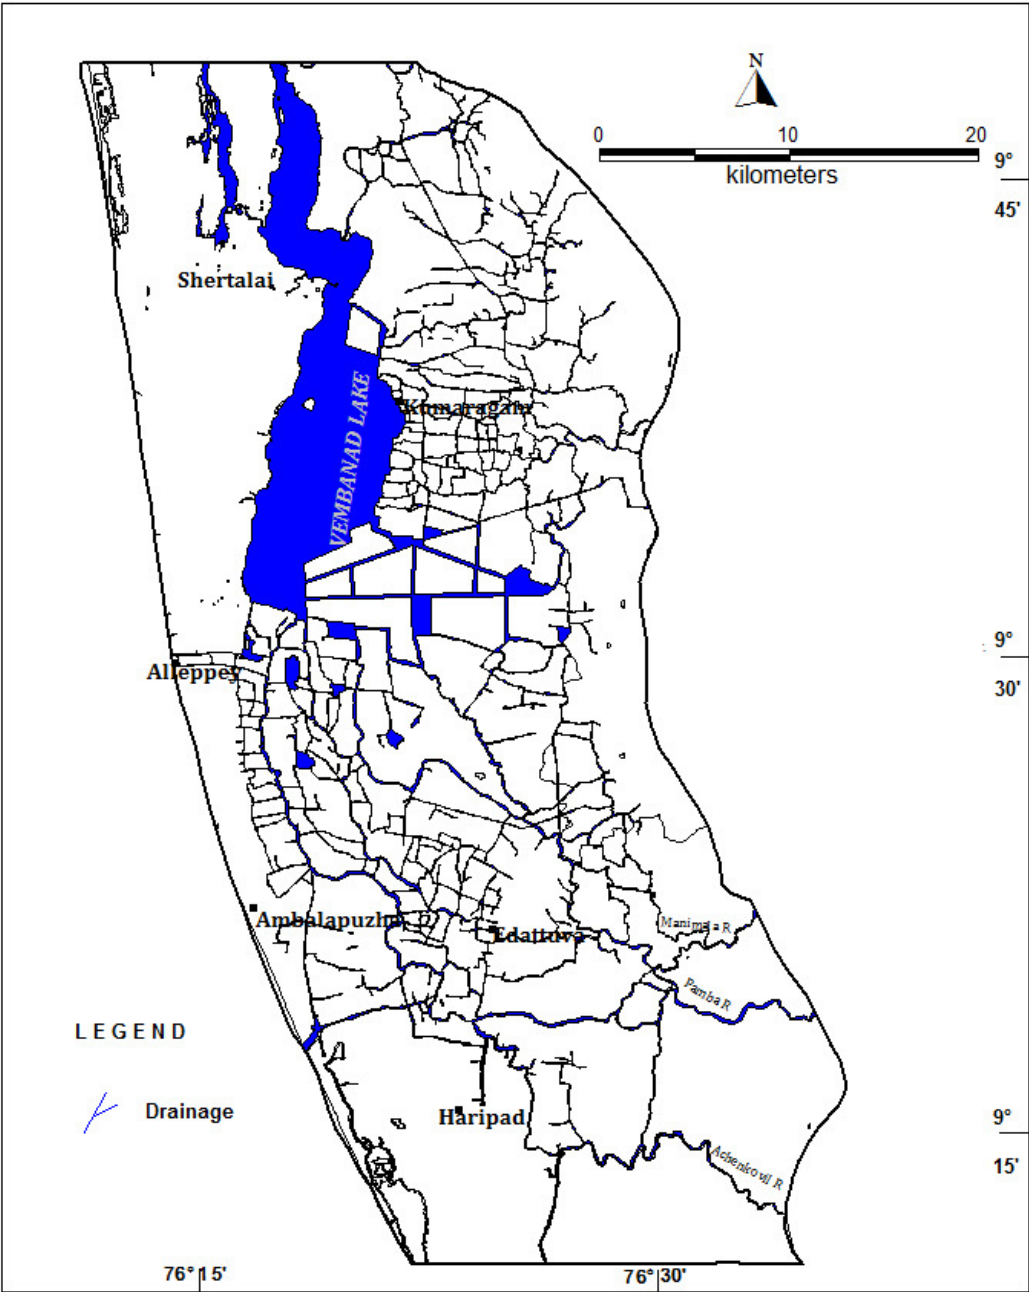 N
0 10 20
kilometers
9°
45'
Shertalai
VEMBANAD LAKE
Kumaragam
9°
30'
Alleppey
Ambalapuzha
Edattuva
Manimala R
Pamba R
LEGEND
Drainage
Haripad
9°
15'
Achenkovil R
76° 15'
76° 30'